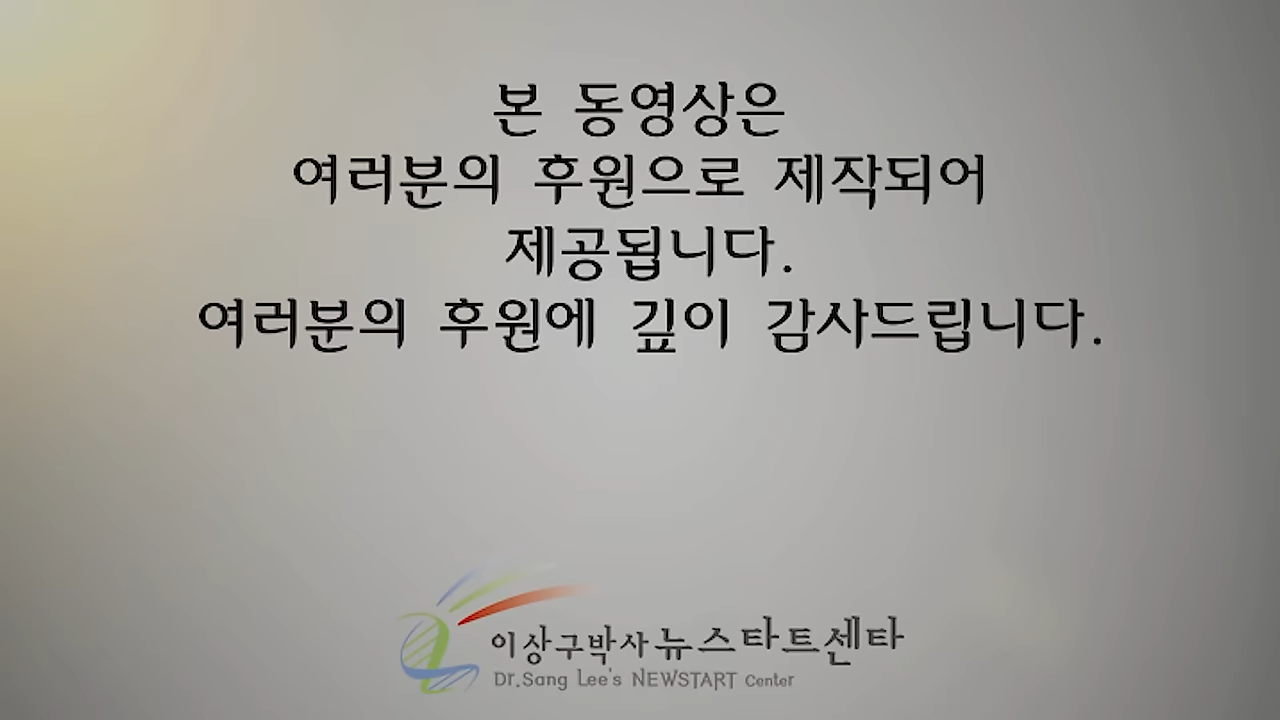 본 동영상은
여러분의 후원으로 제작되어
제공됩니다.
여러분의 후원에 깊이 감사드립니다.
이상구박사 뉴스타트센타
Dr.Sang Lee's NEWSTART Center